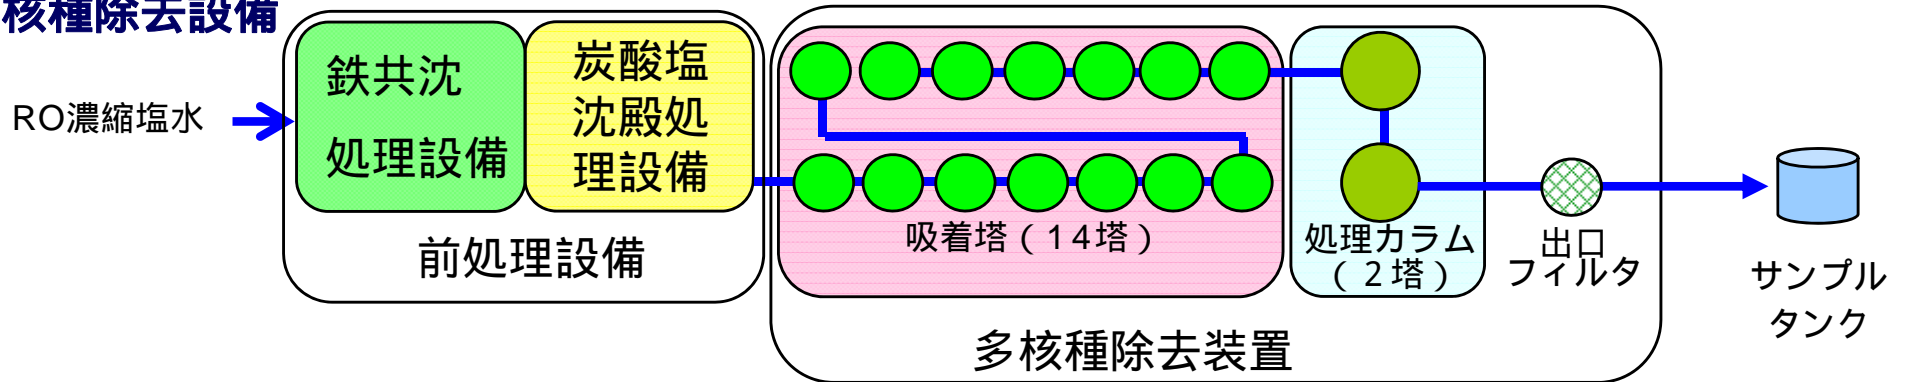 核種除去設備
RO濃縮塩水
鉄共沈
処理設備
炭酸塩
沈殿処
理設備
前処理設備
吸着塔(14塔)
処理カラム
(2塔)
出口
フィルタ
多核種除去装置
サンプル
タンク